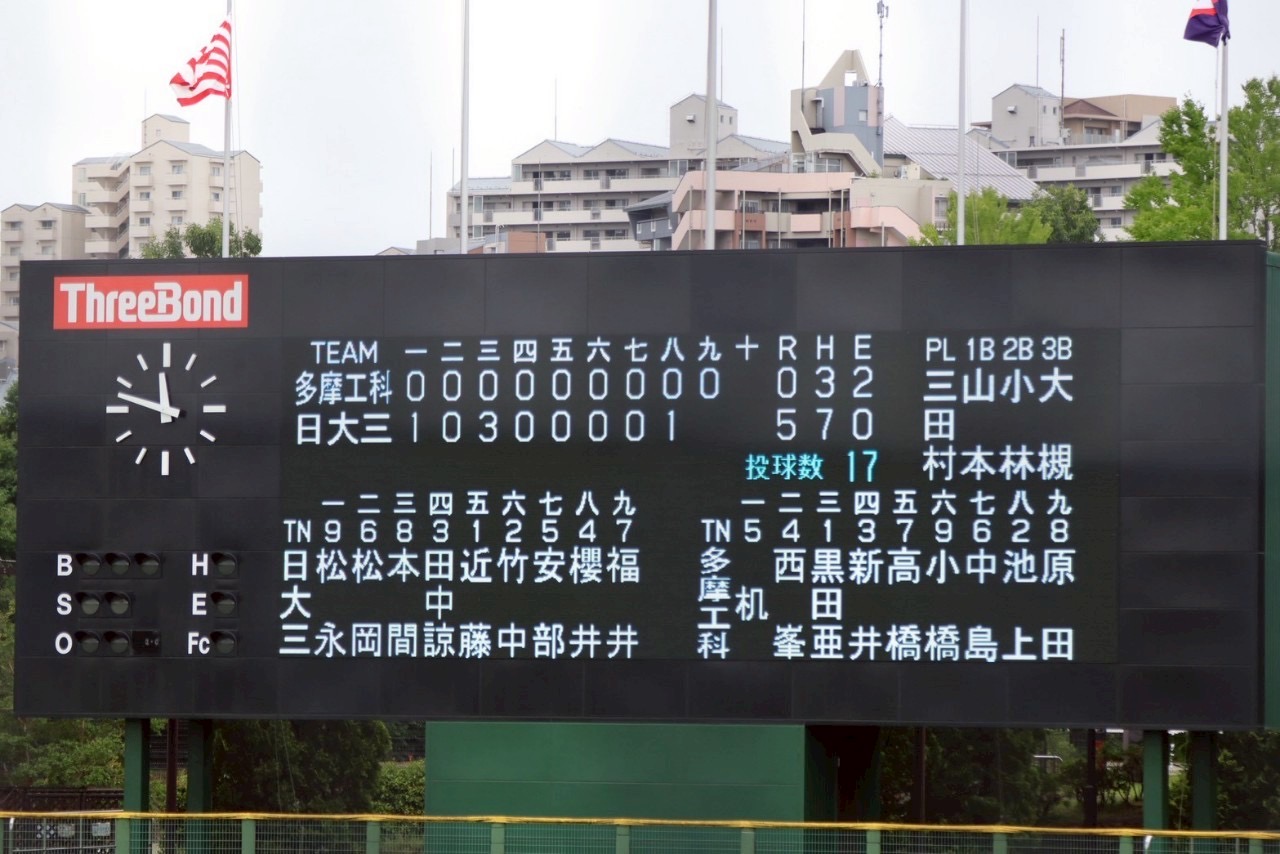 ThreeBond
TEAM 一 二 三 四 五 六 七 八 九 十 R H E PL 1B 2B 3B
多摩工科 0 0 0 0 0 0 0 0 0 0 3 2
日大三 1 0 3 0 0 0 0 1 5 7 0
三田村 山本 小林 大槻
投球数 17
一 二 三 四 五 六 七 八 九
TN 9 6 8 3 1 2 5 4 7
日大三 松永 松岡 本間 田中諒 近藤 竹中 安部 櫻井 福井
一 二 三 四 五 六 七 八 九
TN 5 4 1 3 7 9 6 2 8
多摩工科 机 西峯 黒田亜 新井 高橋 小橋 中島 池上 原田
B H
S E
O Fc